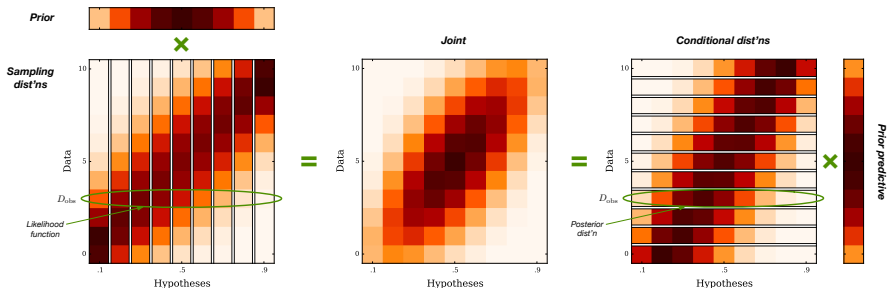 Prior
×
Sampling
dist'ns
Joint
Conditional dist'ns
10
5
0
Data
D_obs
Likelihood
function
.1
.5
.9
Hypotheses
=
10
5
0
Data
.1
.5
.9
Hypotheses
=
10
5
0
Data
D_obs
Posterior
dist'n
.1
.5
.9
Hypotheses
×
Prior predictive